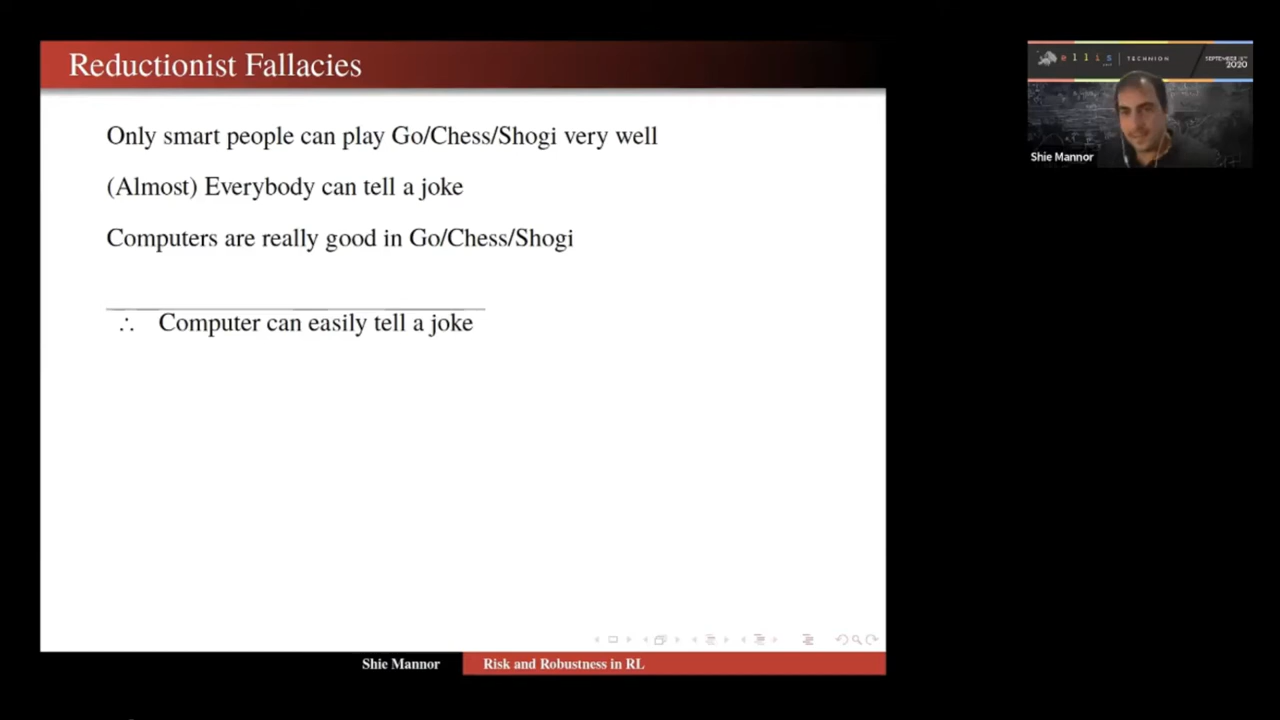 Reductionist Fallacies
Only smart people can play Go/Chess/Shogi very well
(Almost) Everybody can tell a joke
Computers are really good in Go/Chess/Shogi
∴ Computer can easily tell a joke
Shie Mannor
Risk and Robustness in RL
ellis
TECHNION
2020
Shie Mannor